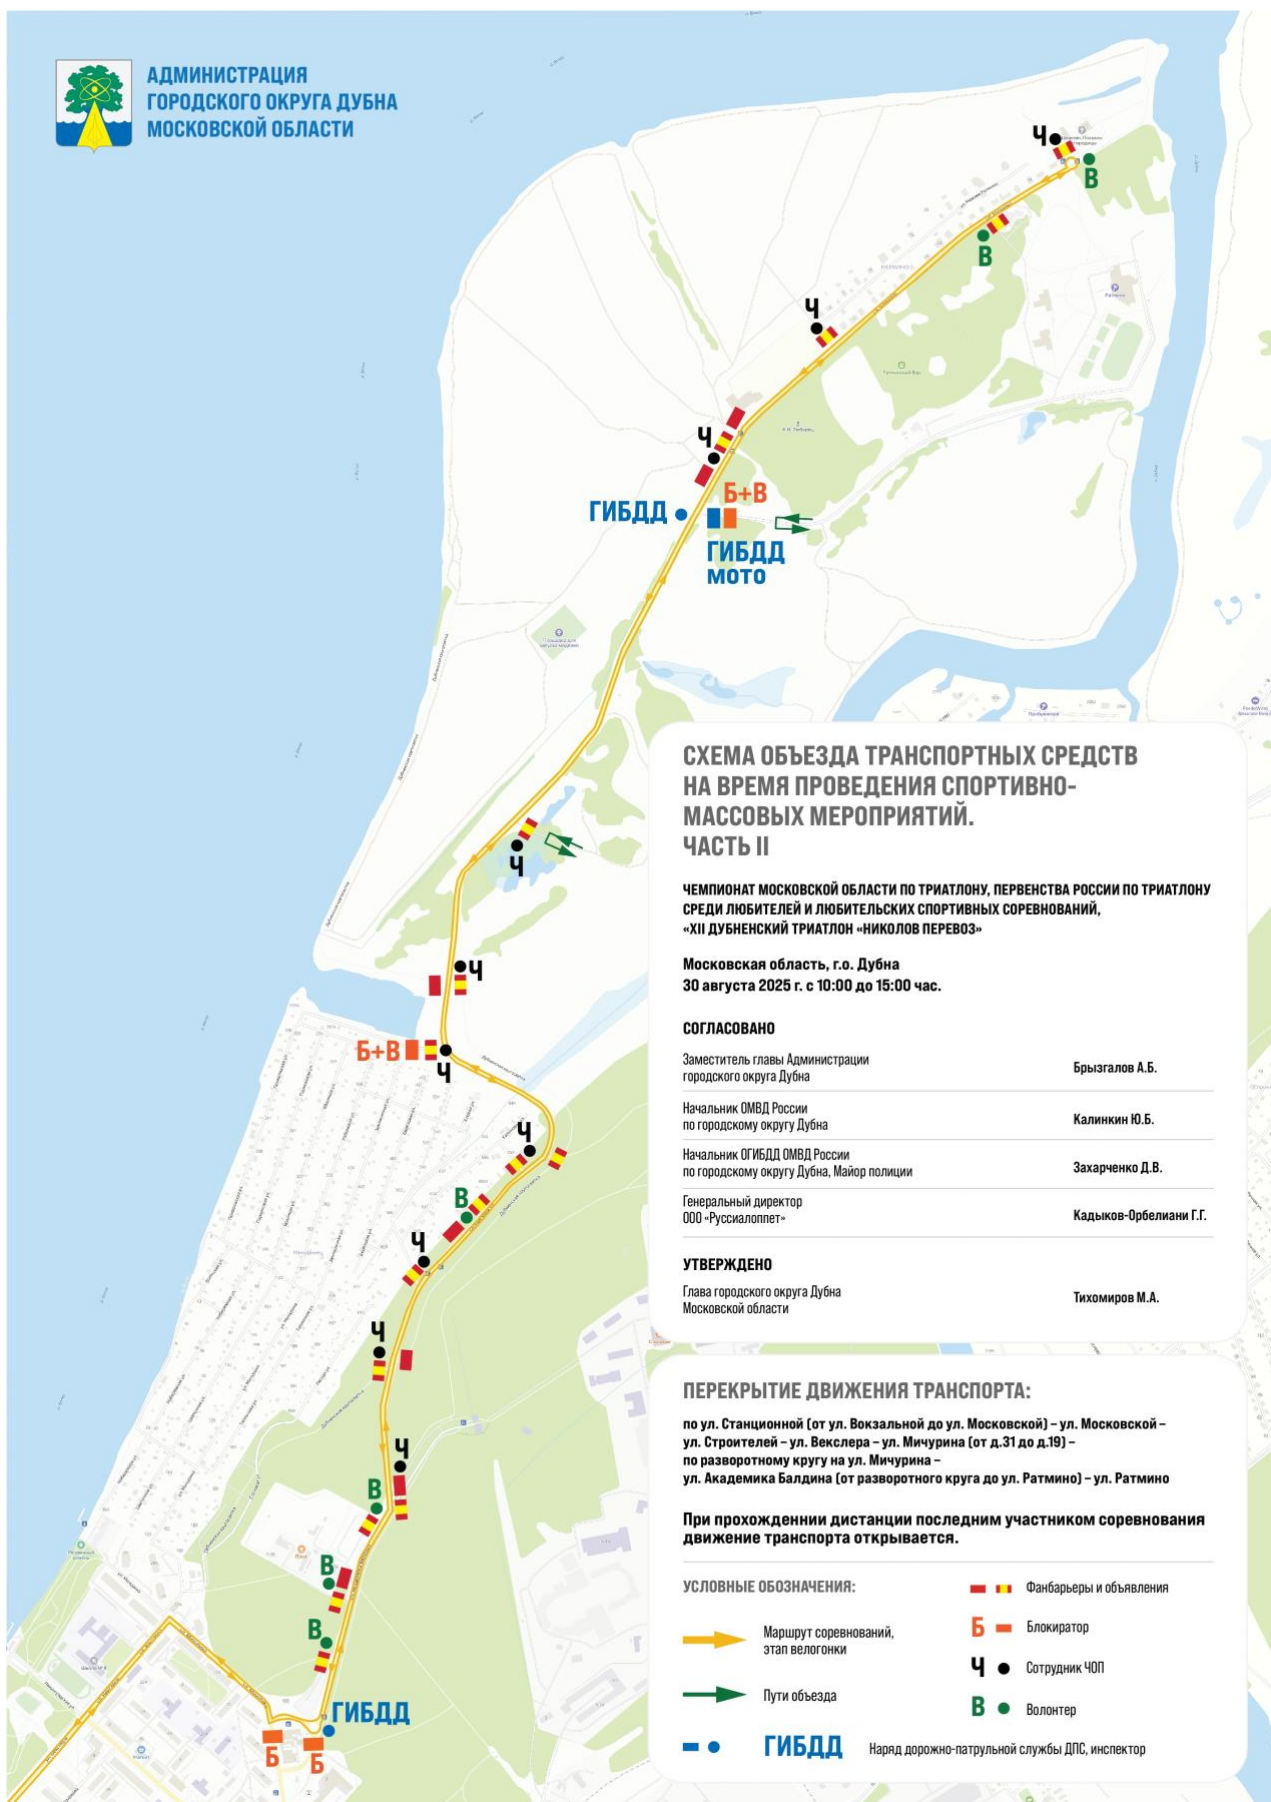 АДМИНИСТРАЦИЯ
ГОРОДСКОГО ОКРУГА ДУБНА
МОСКОВСКОЙ ОБЛАСТИ
Ч
В
В
Ч
Ч
Б+В
ГИБДД
ГИБДД
МОТО
Ч
Ч
Б+В
Ч
Ч
В
Ч
Ч
Ч
В
В
В
ГИБДД
Б
Б
СХЕМА ОБЪЕЗДА ТРАНСПОРТНЫХ СРЕДСТВ
НА ВРЕМЯ ПРОВЕДЕНИЯ СПОРТИВНО-
МАССОВЫХ МЕРОПРИЯТИЙ.
ЧАСТЬ II
ЧЕМПИОНАТ МОСКОВСКОЙ ОБЛАСТИ ПО ТРИАТЛОНУ, ПЕРВЕНСТВА РОССИИ ПО ТРИАТЛОНУ
СРЕДИ ЛЮБИТЕЛЕЙ И ЛЮБИТЕЛЬСКИХ СПОРТИВНЫХ СОРЕВНОВАНИЙ,
«XII ДУБНЕНСКИЙ ТРИАТЛОН «НИКОЛОВ ПЕРЕВОЗ»
Московская область, г.о. Дубна
30 августа 2025 г. с 10:00 до 15:00 час.
СОГЛАСОВАНО
Заместитель главы Администрации
городского округа Дубна
Брызгалов А.Б.
Начальник ОМВД России
по городскому округу Дубна
Калинкин Ю.Б.
Начальник ОГИБДД ОМВД России
по городскому округу Дубна, Майор полиции
Захарченко Д.В.
Генеральный директор
ООО «Руссиалоппет»
Кадыков-Орбелиани Г.Г.
УТВЕРЖДЕНО
Глава городского округа Дубна
Московской области
Тихомиров М.А.
ПЕРЕКРЫТИЕ ДВИЖЕНИЯ ТРАНСПОРТА:
по ул. Станционной (от ул. Вокзальной до ул. Московской) – ул. Московской –
ул. Строителей – ул. Векслера – ул. Мичурина (от д.31 до д.19) –
по разворотному кругу на ул. Мичурина –
ул. Академика Балдина (от разворотного круга до ул. Ратмино) – ул. Ратмино
При прохожденнии дистанции последним участником соревнования
движение транспорта открывается.
УСЛОВНЫЕ ОБОЗНАЧЕНИЯ:
Маршрут соревнований,
этап велогонки
Пути объезда
ГИБДД Наряд дорожно-патрульной службы ДПС, инспектор
Фанбарьеры и объявления
Б Блокиратор
Ч Сотрудник ЧОП
В Волонтер